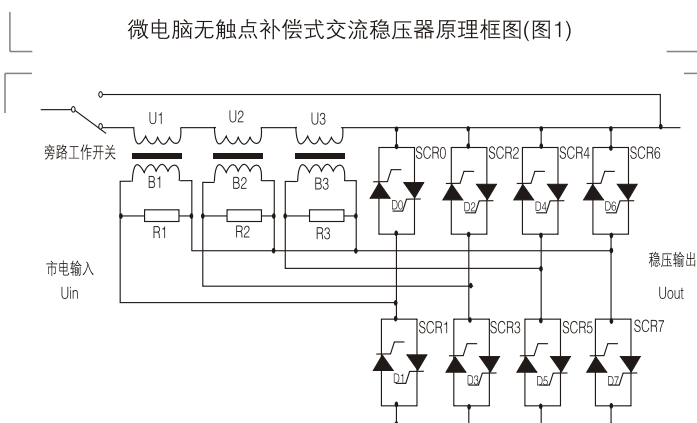 微电脑无触点补偿式交流稳压器原理框图(图1)
U1 U2 U3
旁路工作开关
SCR0 SCR2 SCR4 SCR6
B1 B2 B3
D0 D2 D4 D6
R1 R2 R3
市电输入
稳压输出
Uin
Uout
SCR1 SCR3 SCR5 SCR7
D1 D3 D5 D7